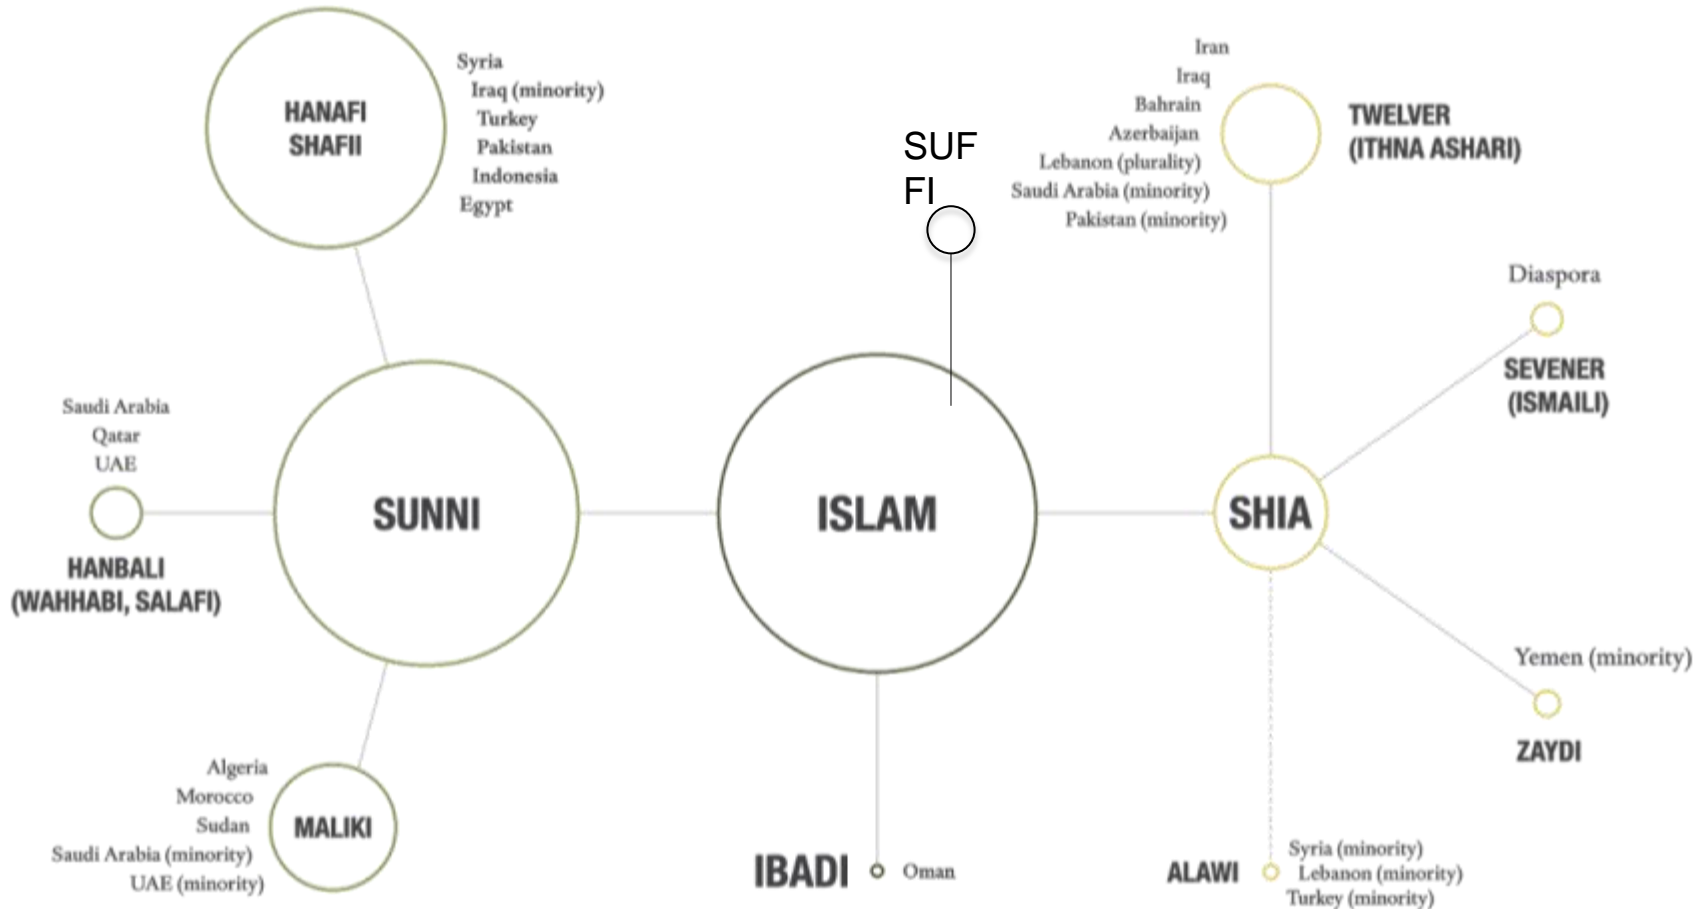 HANAFI
SHAFII
Syria
Iraq (minority)
Turkey
Pakistan
Indonesia
Egypt
SUF
FI
Iran
Iraq
Bahrain
Azerbaijan
Lebanon (plurality)
Saudi Arabia (minority)
Pakistan (minority)
TWELVER
(ITHNA ASHARI)
Diaspora
SEVENER
(ISMAILI)
Saudi Arabia
Qatar
UAE
HANBALI
(WAHHABI, SALAFI)
SUNNI
ISLAM
SHIA
Yemen (minority)
ZAYDI
Algeria
Morocco
Sudan
Saudi Arabia (minority)
UAE (minority)
MALIKI
IBADI
Oman
ALAWI
Syria (minority)
Lebanon (minority)
Turkey (minority)